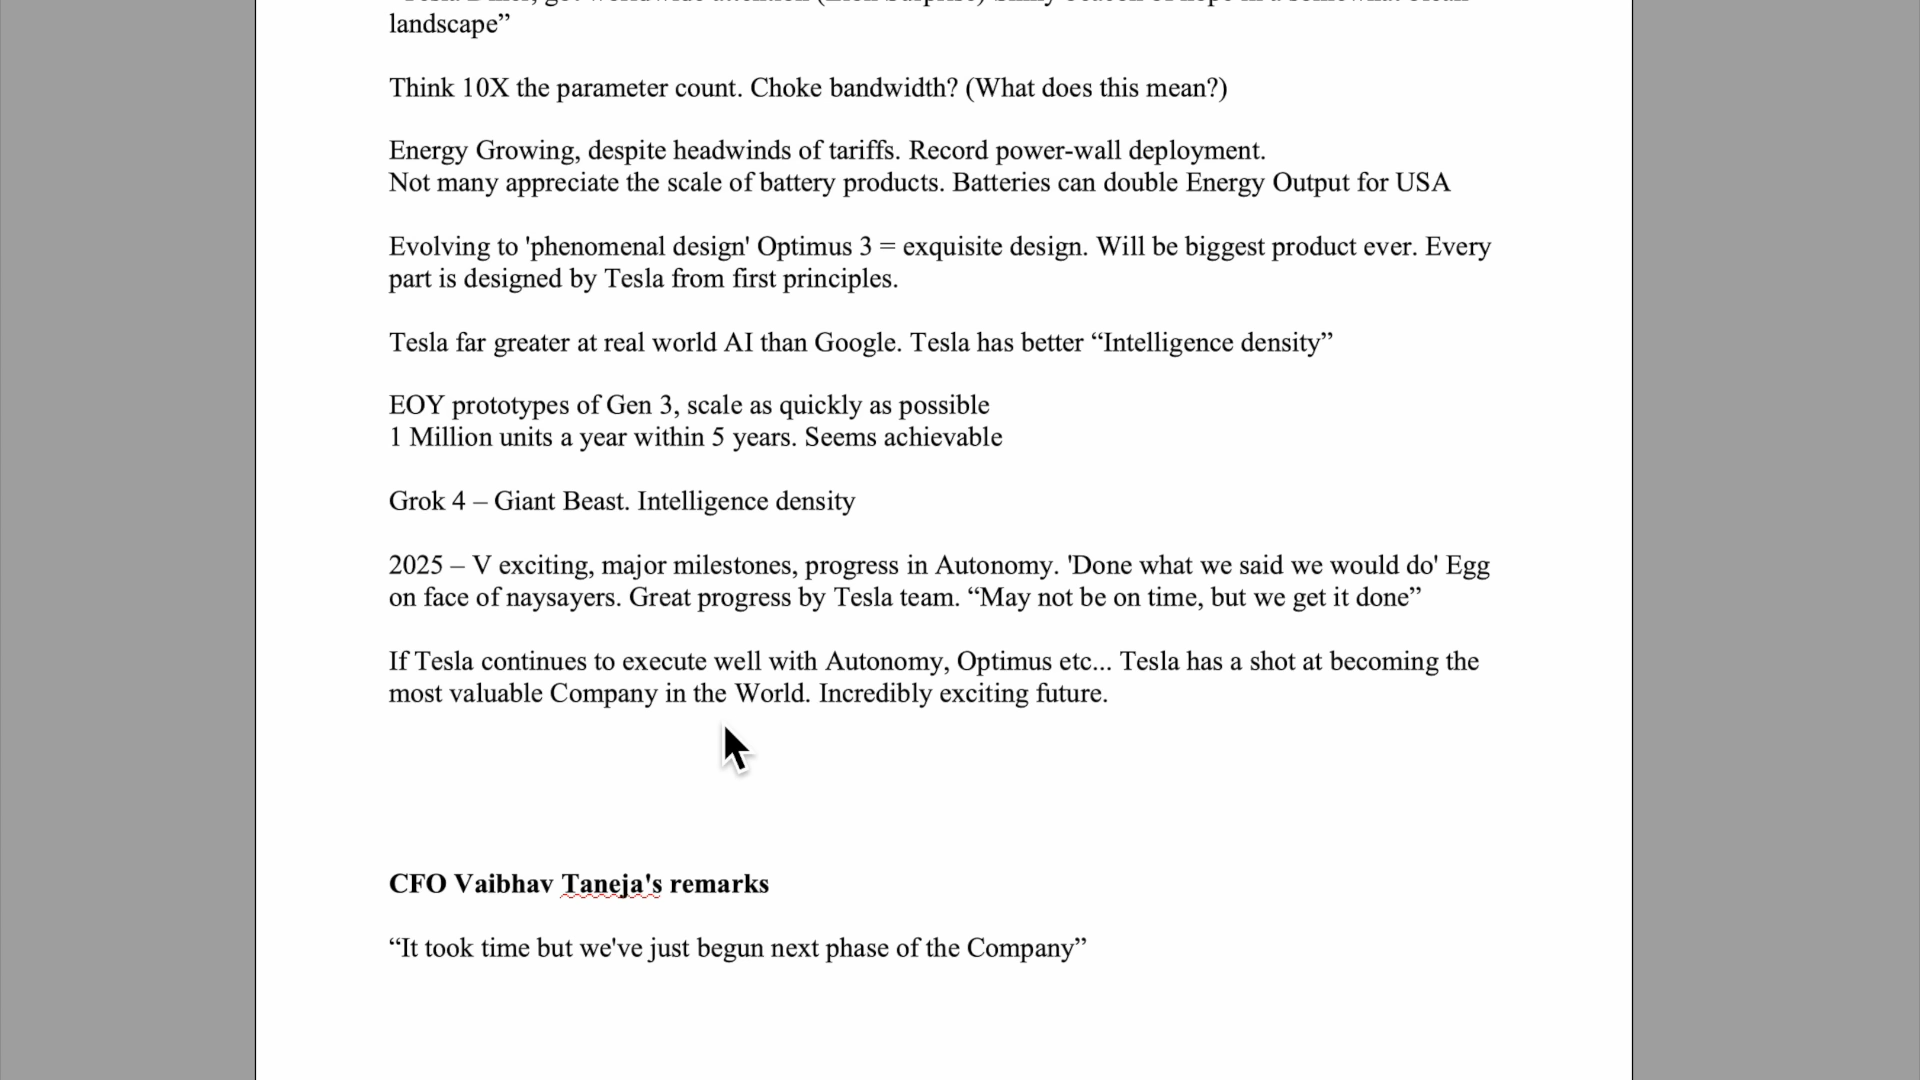 landscape”
Think 10X the parameter count. Choke bandwidth? (What does this mean?)
Energy Growing, despite headwinds of tariffs. Record power-wall deployment.
Not many appreciate the scale of battery products. Batteries can double Energy Output for USA
Evolving to 'phenomenal design' Optimus 3 = exquisite design. Will be biggest product ever. Every
part is designed by Tesla from first principles.
Tesla far greater at real world AI than Google. Tesla has better “Intelligence density”
EOY prototypes of Gen 3, scale as quickly as possible
1 Million units a year within 5 years. Seems achievable
Grok 4 – Giant Beast. Intelligence density
2025 – V exciting, major milestones, progress in Autonomy. 'Done what we said we would do' Egg
on face of naysayers. Great progress by Tesla team. “May not be on time, but we get it done”
If Tesla continues to execute well with Autonomy, Optimus etc... Tesla has a shot at becoming the
most valuable Company in the World. Incredibly exciting future.
CFO Vaibhav Taneja's remarks
“It took time but we've just begun next phase of the Company”